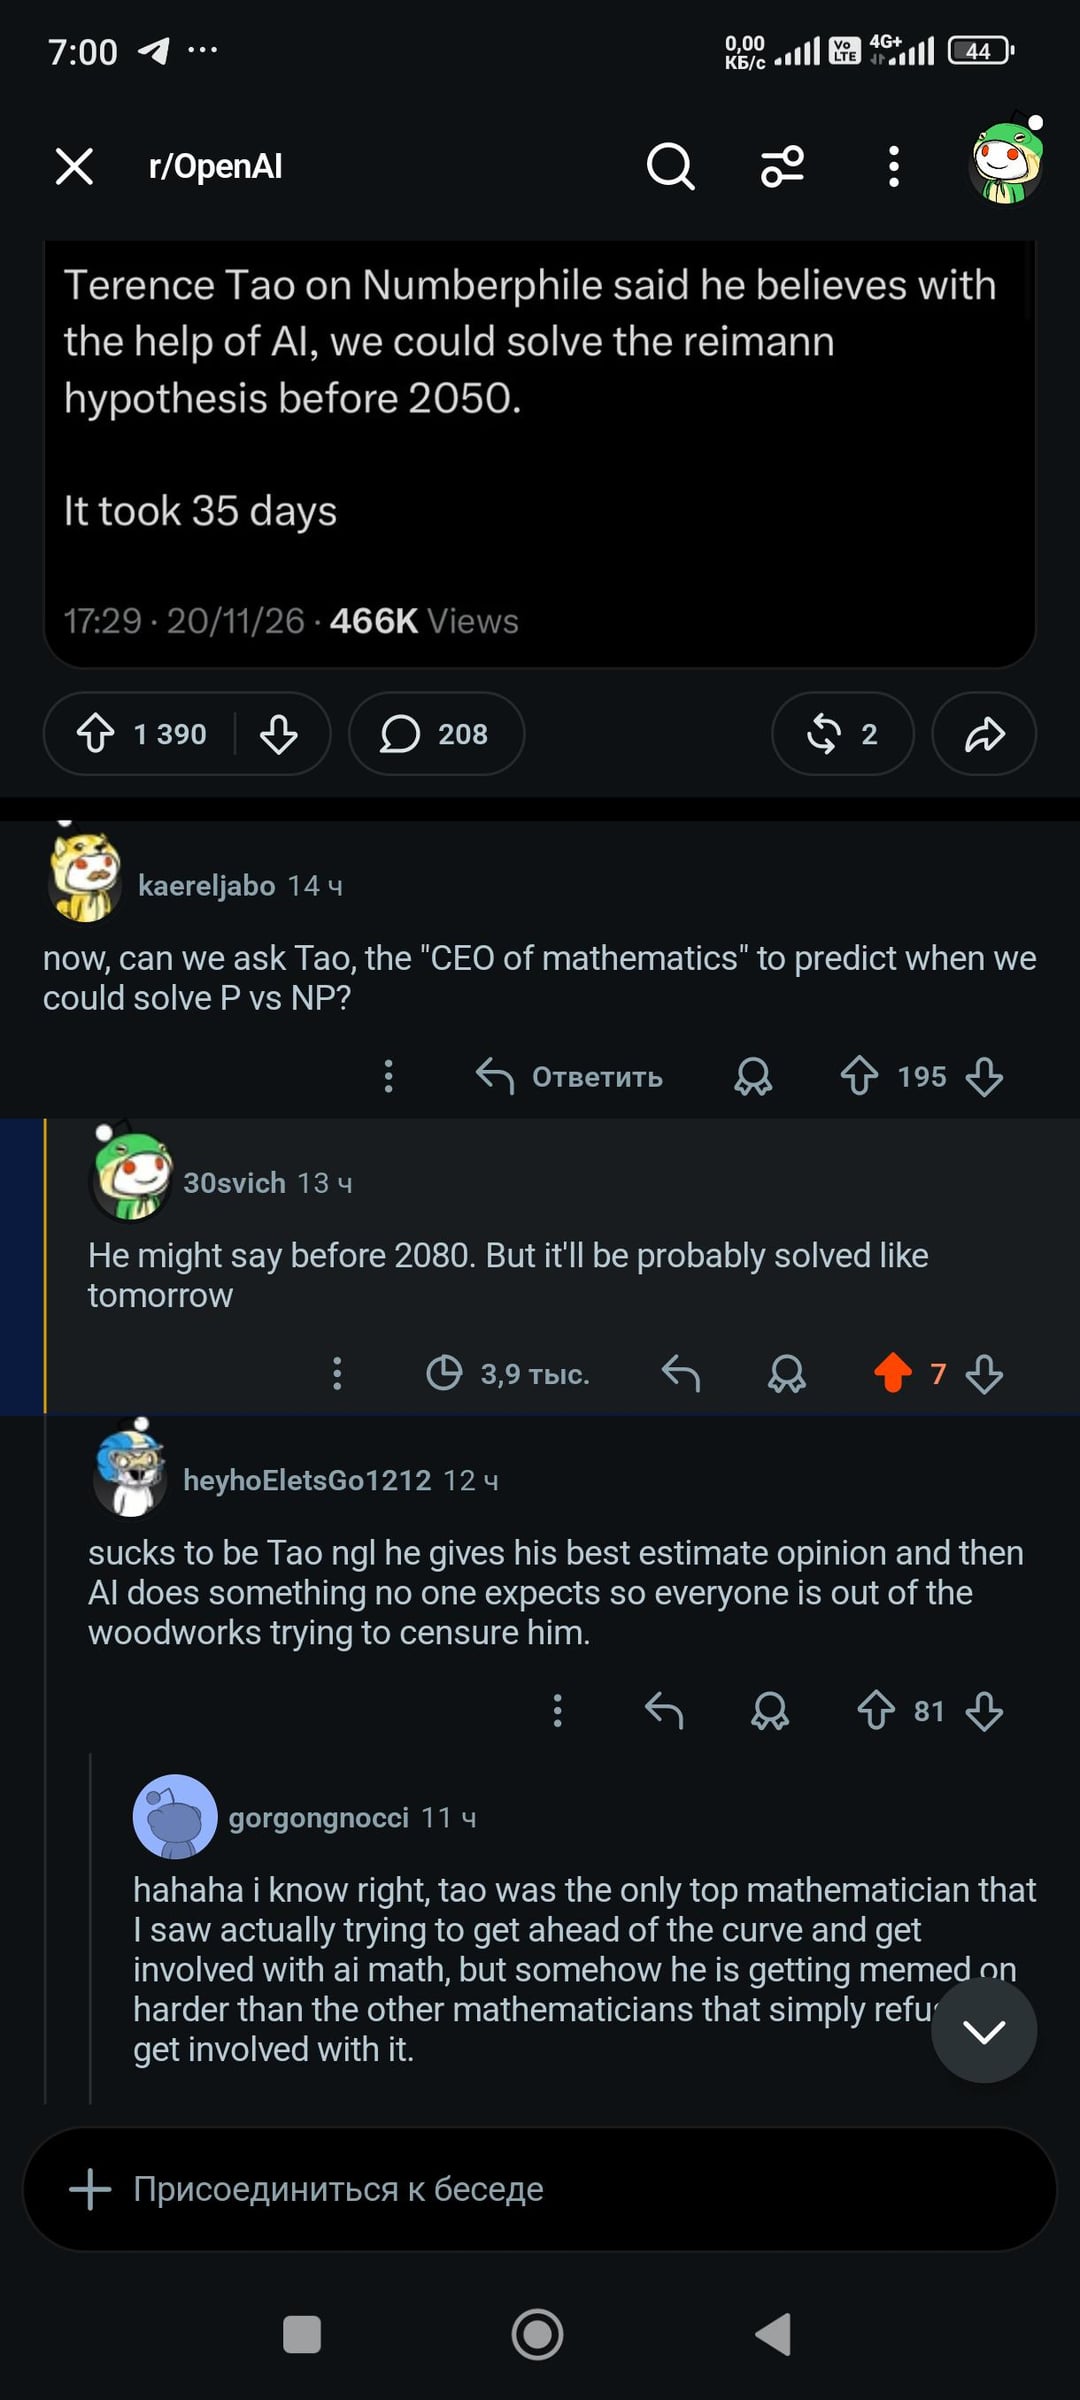 7:00
0,00
КБ/с
Vo
LTE
4G+
44
r/OpenAI
Terence Tao on Numberphile said he believes with
the help of AI, we could solve the reimann
hypothesis before 2050.
It took 35 days
17:29 · 20/11/26 · 466K Views
1 390
208
2
kaereljabo 14 ч
now, can we ask Tao, the "CEO of mathematics" to predict when we
could solve P vs NP?
Ответить
195
30svich 13 ч
He might say before 2080. But it'll be probably solved like
tomorrow
3,9 тыс.
7
heyhoEletsGo1212 12 ч
sucks to be Tao ngl he gives his best estimate opinion and then
AI does something no one expects so everyone is out of the
woodworks trying to censure him.
81
gorgongnocci 11 ч
hahaha i know right, tao was the only top mathematician that
I saw actually trying to get ahead of the curve and get
involved with ai math, but somehow he is getting memed on
harder than the other mathematicians that simply
get involved with it.
Присоединиться к беседе